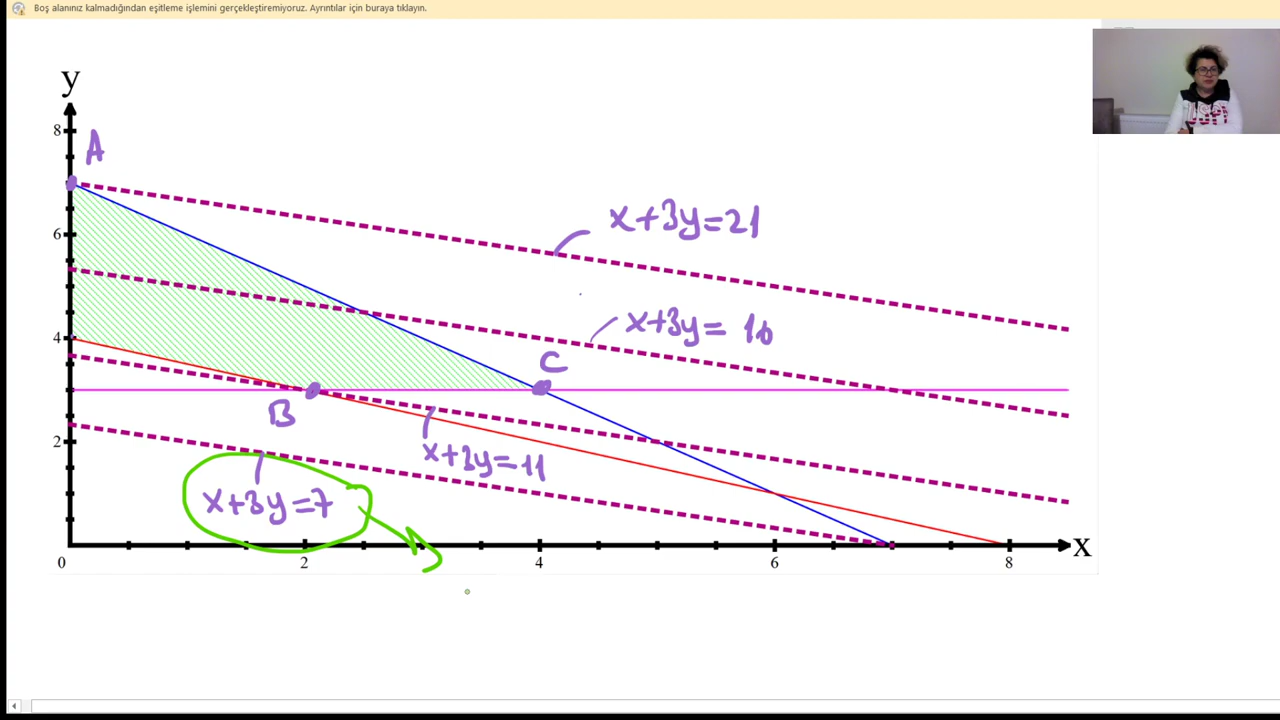 Boş alanınız kalmadığından eşitleme işlemini gerçekleştiremiyoruz. Ayrıntılar için buraya tıklayın.
y
8
A
x+3y=21
6
x+3y= 16
4
C
B
x+3y=11
2
x+3y=7
x
0 2 4 6 8